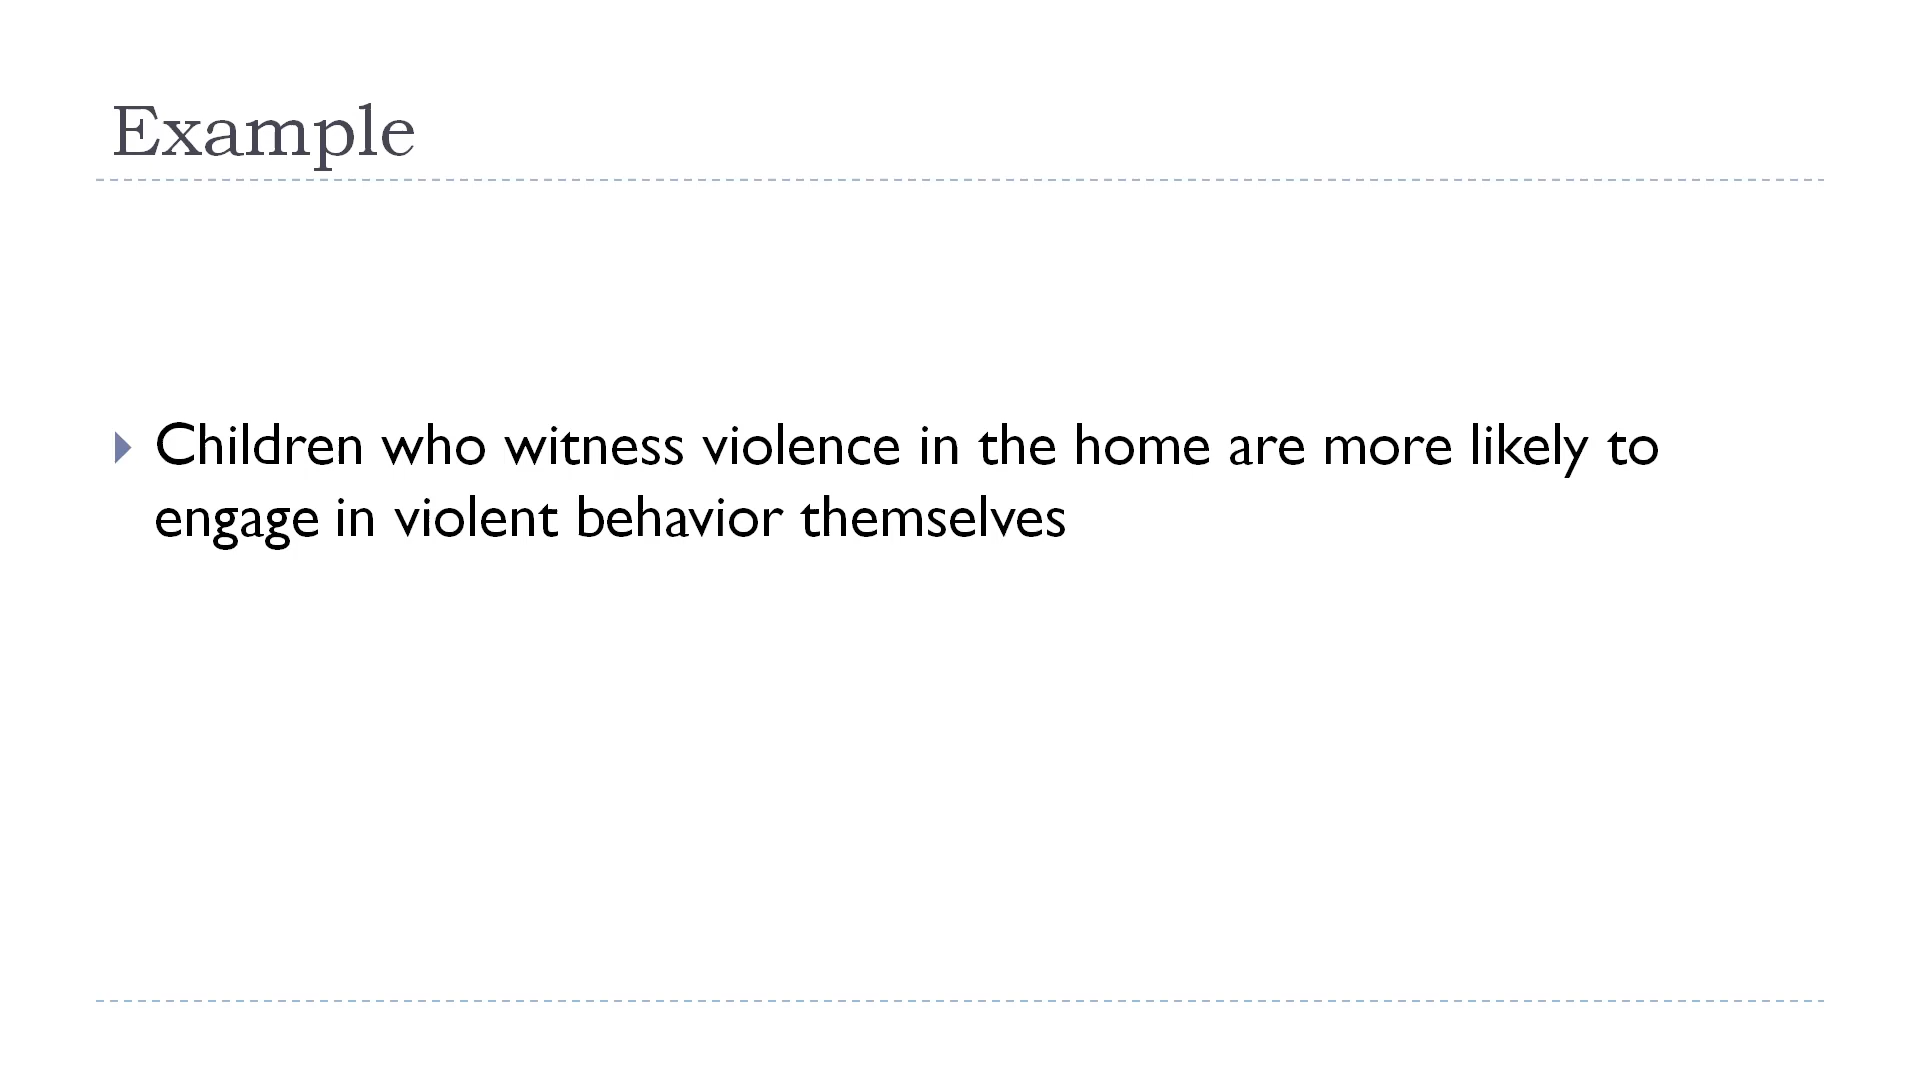 Example
Children who witness violence in the home are more likely to
engage in violent behavior themselves